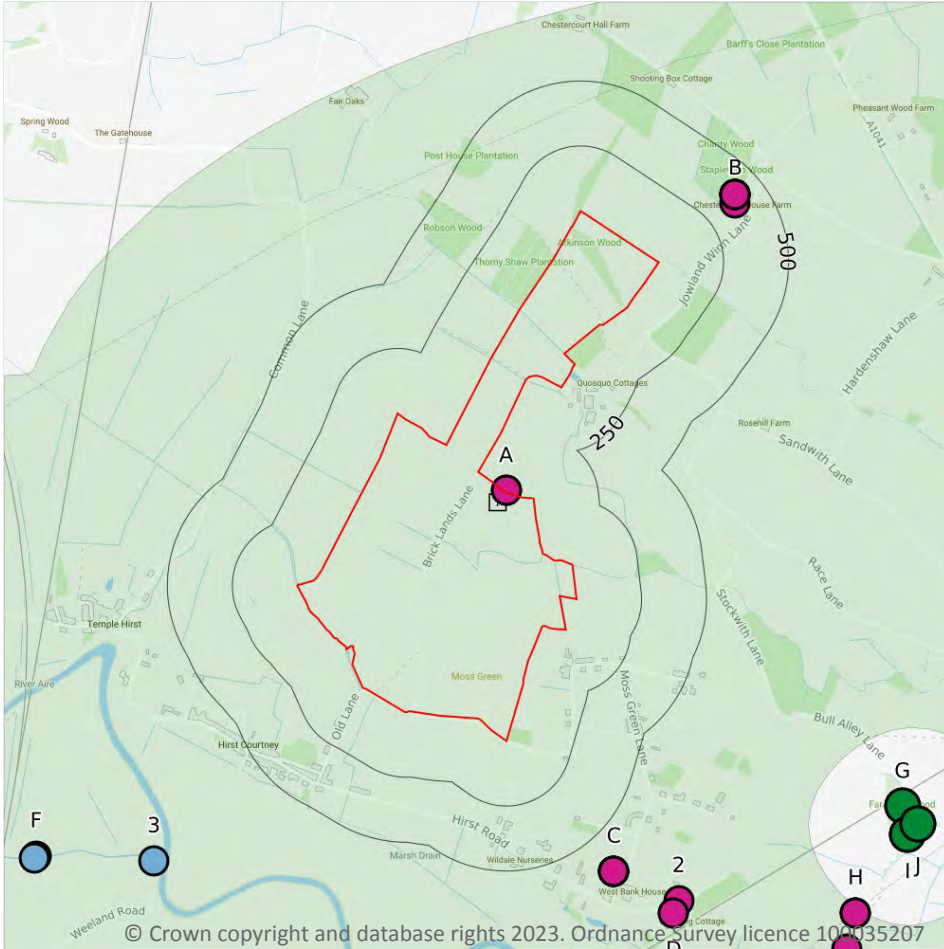 Chestercourt Hall Farm
Barff's Close Plantation
Shooting Box Cottage
Fair Oaks
Pheasant Wood Farm
Spring Wood
The Gatehouse
A1041
Charity Wood
Post House Plantation
B
Robson Wood
Atkinson Wood
500
Thorny Shaw Plantation
Jowland Winn Lane
Common Lane
Hardenshaw Lane
Quosquo Cottages
250
Rosehill Farm
A
Sandwith Lane
Brick Lands Lane
Race Lane
Stockwith Lane
Temple Hirst
Moss Green
River Aire
Moss Green Lane
Old Lane
Bull Alley Lane
Hirst Courtney
G
Hirst Road
F
3
I
J
Marsh Drain
Wildale Nurseries
C
2
H
West Bank House
Weeland Road
D
© Crown copyright and database rights 2023. Ordnance Survey licence 100035207